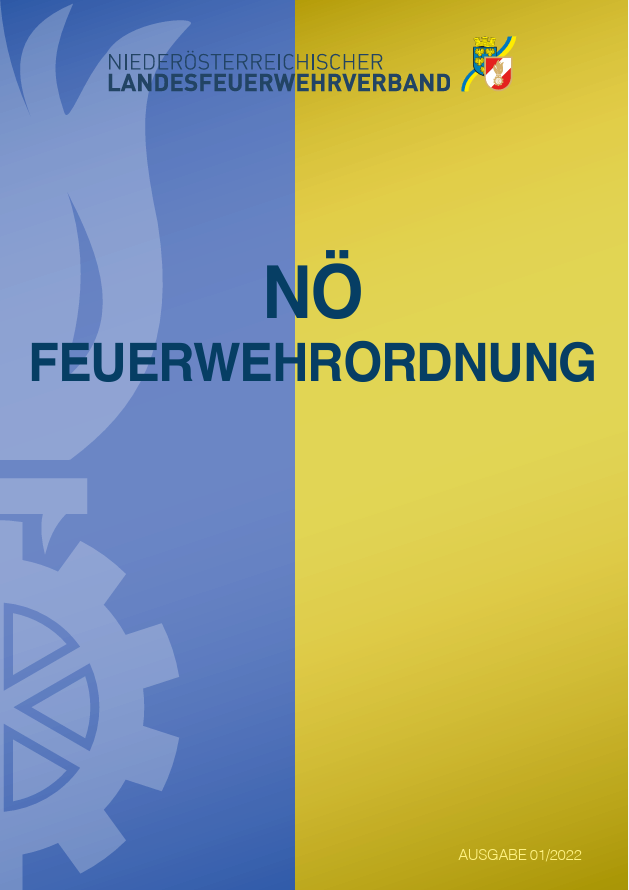 NIEDERÖSTERREICHISCHER
LANDESFEUERWEHRVERBAND
NÖ
FEUERWEHRORDNUNG
AUSGABE 01/2022